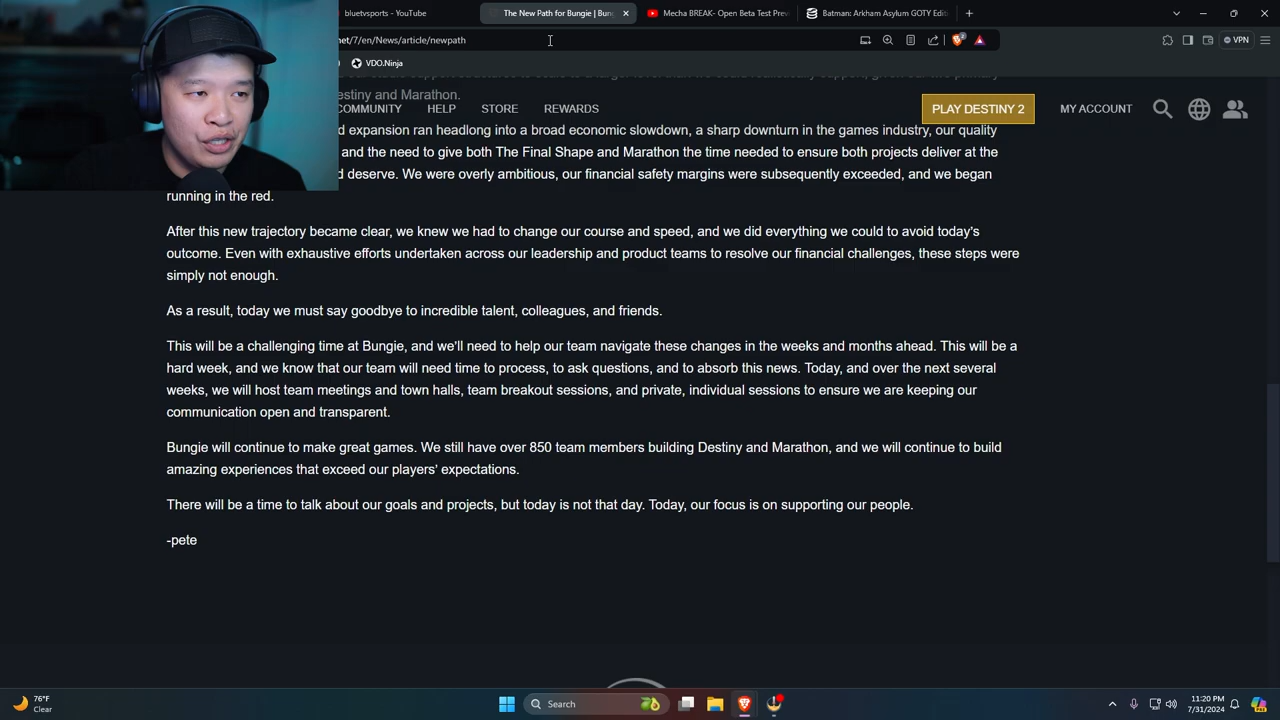 bluetvsports - YouTube
The New Path for Bungie | Bun
Mecha BREAK- Open Beta Test Prev
Batman: Arkham Asylum GOTY Edit
net/7/en/News/article/newpath
VPN
VDO.Ninja
COMMUNITY HELP STORE REWARDS PLAY DESTINY 2 MY ACCOUNT
estiny and Marathon.
d expansion ran headlong into a broad economic slowdown, a sharp downturn in the games industry, our quality
and the need to give both The Final Shape and Marathon the time needed to ensure both projects deliver at the
d deserve. We were overly ambitious, our financial safety margins were subsequently exceeded, and we began
running in the red.
After this new trajectory became clear, we knew we had to change our course and speed, and we did everything we could to avoid today's
outcome. Even with exhaustive efforts undertaken across our leadership and product teams to resolve our financial challenges, these steps were
simply not enough.
As a result, today we must say goodbye to incredible talent, colleagues, and friends.
This will be a challenging time at Bungie, and we'll need to help our team navigate these changes in the weeks and months ahead. This will be a
hard week, and we know that our team will need time to process, to ask questions, and to absorb this news. Today, and over the next several
weeks, we will host team meetings and town halls, team breakout sessions, and private, individual sessions to ensure we are keeping our
communication open and transparent.
Bungie will continue to make great games. We still have over 850 team members building Destiny and Marathon, and we will continue to build
amazing experiences that exceed our players' expectations.
There will be a time to talk about our goals and projects, but today is not that day. Today, our focus is on supporting our people.
-pete
76°F
Clear
Search
11:20 PM
7/31/2024